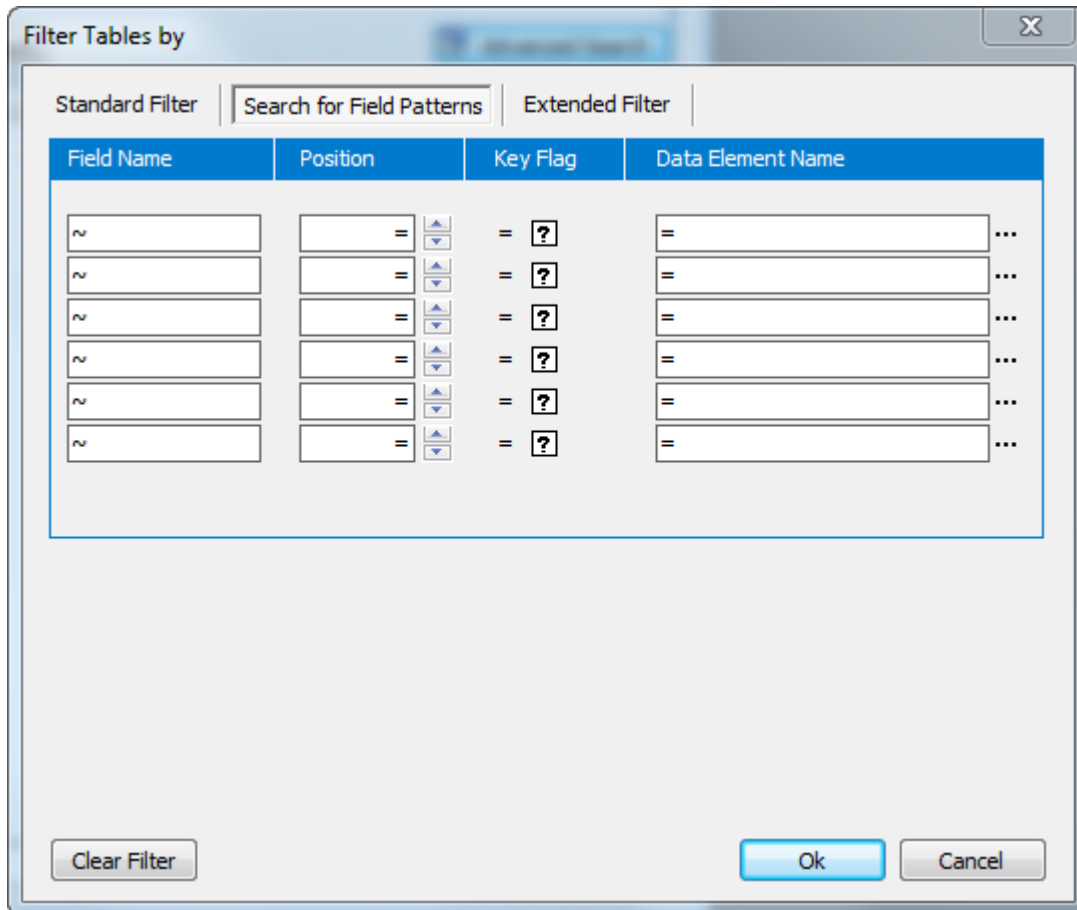 Filter Tables by
Standard Filter Search for Field Patterns Extended Filter
Field Name Position Key Flag Data Element Name
~ = = ? = ...
~ = = ? = ...
~ = = ? = ...
~ = = ? = ...
~ = = ? = ...
~ = = ? = ...
Clear Filter Ok Cancel